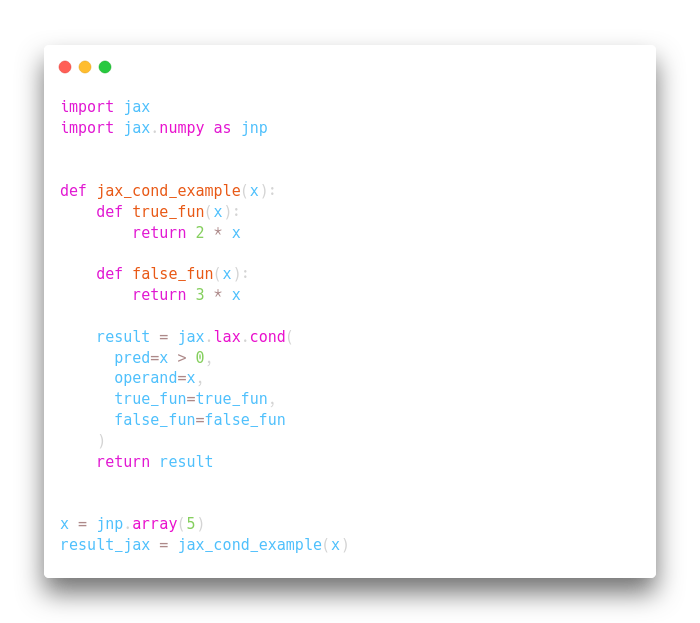 import jax
import jax.numpy as jnp
def jax_cond_example(x):
    def true_fun(x):
        return 2 * x
    def false_fun(x):
        return 3 * x
    result = jax.lax.cond(
      pred=x > 0,
      operand=x,
      true_fun=true_fun,
      false_fun=false_fun
    )
    return result
x = jnp.array(5)
result_jax = jax_cond_example(x)